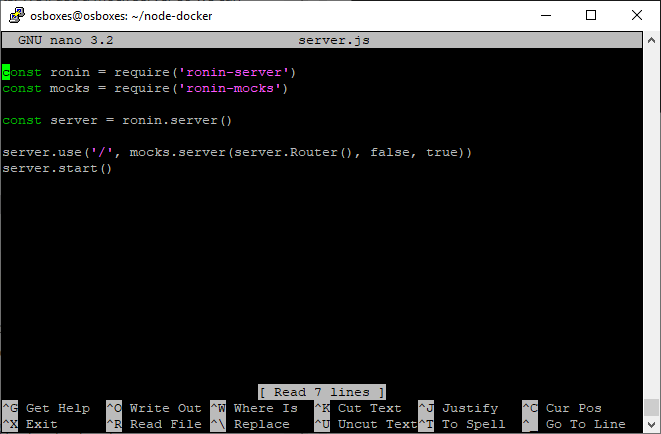 osboxes@osboxes: ~/node-docker
GNU nano 3.2 server.js
const ronin = require('ronin-server')
const mocks = require('ronin-mocks')
const server = ronin.server()
server.use('/', mocks.server(server.Router(), false, true))
server.start()
[ Read 7 lines ]
^G Get Help ^O Write Out ^W Where Is ^K Cut Text ^J Justify ^C Cur Pos
^X Exit ^R Read File ^\ Replace ^U Uncut Text ^T To Spell ^_ Go To Line